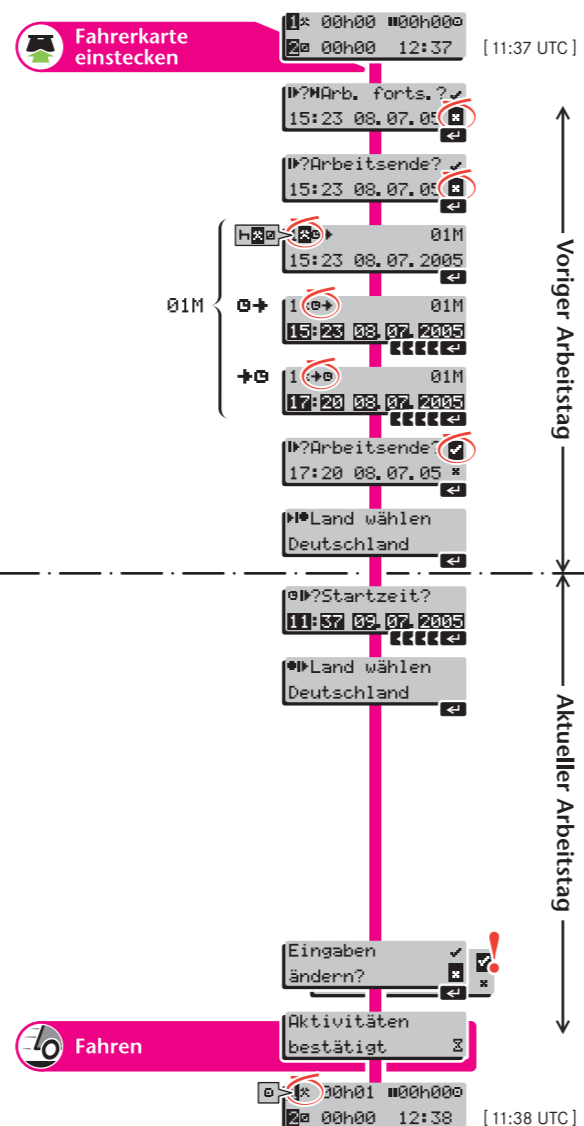 Fahrerkarte
einstecken
1 00h00 00h00
2 00h00 12:37
[ 11:37 UTC ]
?Arb. forts.?
15:23 08.07.05
?Arbeitsende?
15:23 08.07.05
1 01M
15:23 08.07.2005
01M
1 01M
15:23 08.07.2005
1 01M
17:20 08.07.2005
?Arbeitsende?
17:20 08.07.05
Land wählen
Deutschland
Voriger Arbeitstag
?Startzeit?
11:37 09.07.2005
Land wählen
Deutschland
Aktueller Arbeitstag
Eingaben
ändern?
!
Aktivitäten
bestätigt
Fahren
1 00h01 00h00
2 00h00 12:38
[ 11:38 UTC ]